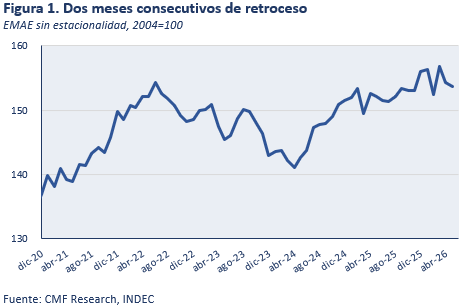 Figura 1. Dos meses consecutivos de retroceso
EMAE sin estacionalidad, 2004=100
160
150
140
130
dic-20
abr-21
ago-21
dic-21
abr-22
ago-22
dic-22
abr-23
ago-23
dic-23
abr-24
ago-24
dic-24
abr-25
ago-25
dic-25
abr-26
Fuente: CMF Research, INDEC